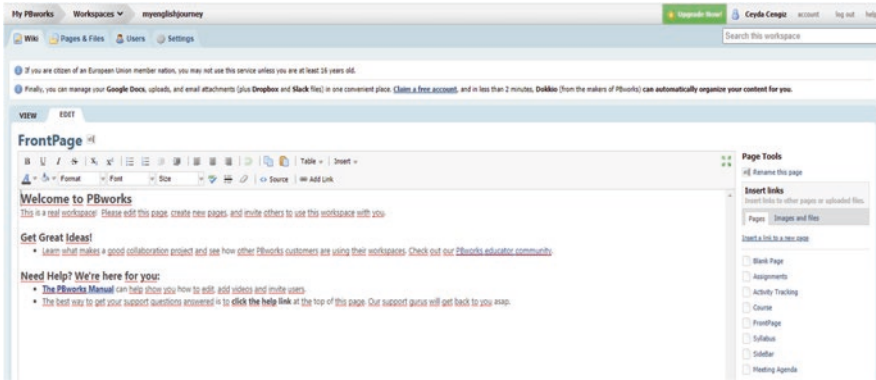 My PBworks Workspaces myenglishjourney Upgrade Now! Ceyda Cengiz account log out help
Wiki Pages & Files Users Settings Search this workspace
If you are citizen of an European Union member nation, you may not use this service unless you are at least 16 years old.
Finally, you can manage your Google Docs, uploads, and email attachments (plus Dropbox and Slack files) in one convenient place. Claim a free account, and in less than 2 minutes, Dokkio (from the makers of PBworks) can automatically organize your content for you.
VIEW EDIT
FrontPage
B U I Table Insert
A Format Font Size Source Add Link
Welcome to PBworks
This is a real workspace! Please edit this page, create new pages, and invite others to use this workspace with you.
Get Great Ideas!
Learn what makes a good collaboration project and see how other PBworks customers are using their workspaces. Check out our PBworks educator community.
Need Help? We're here for you:
The PBworks Manual can help show you how to edit, add videos and invite users.
The best way to get your support questions answered is to click the help link at the top of this page. Our support gurus will get back to you asap.
Page Tools
Rename this page
Insert links
Insert links to other pages or uploaded files.
Pages Images and files
Insert a link to a new page
Blank Page
Assignments
Activity Tracking
Course
FrontPage
Syllabus
SideBar
Meeting Agenda